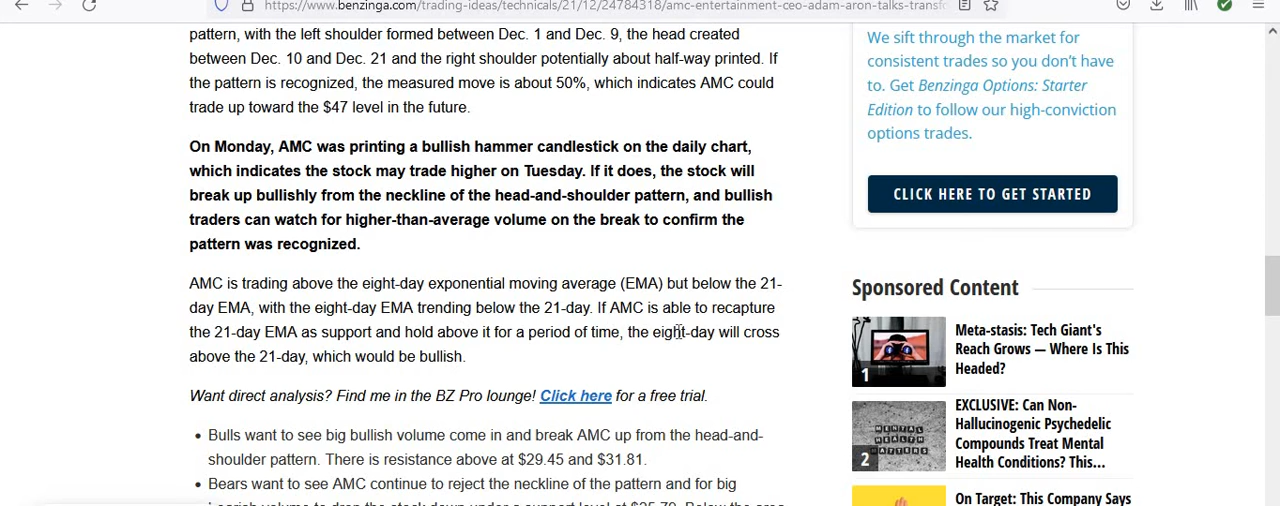 https://www.benzinga.com/trading-ideas/technicals/21/12/24784318/amc-entertainment-ceo-adam-aron-talks-transfo
pattern, with the left shoulder formed between Dec. 1 and Dec. 9, the head created
between Dec. 10 and Dec. 21 and the right shoulder potentially about half-way printed. If
the pattern is recognized, the measured move is about 50%, which indicates AMC could
trade up toward the $47 level in the future.
On Monday, AMC was printing a bullish hammer candlestick on the daily chart,
which indicates the stock may trade higher on Tuesday. If it does, the stock will
break up bullishly from the neckline of the head-and-shoulder pattern, and bullish
traders can watch for higher-than-average volume on the break to confirm the
pattern was recognized.
AMC is trading above the eight-day exponential moving average (EMA) but below the 21-
day EMA, with the eight-day EMA trending below the 21-day. If AMC is able to recapture
the 21-day EMA as support and hold above it for a period of time, the eight-day will cross
above the 21-day, which would be bullish.
Want direct analysis? Find me in the BZ Pro lounge! Click here for a free trial.
• Bulls want to see big bullish volume come in and break AMC up from the head-and-
shoulder pattern. There is resistance above at $29.45 and $31.81.
• Bears want to see AMC continue to reject the neckline of the pattern and for big
We sift through the market for
consistent trades so you don't have
to. Get Benzinga Options: Starter
Edition to follow our high-conviction
options trades.
CLICK HERE TO GET STARTED
Sponsored Content
1
Meta-stasis: Tech Giant's
Reach Grows — Where Is This
Headed?
MENTAL
HEALTH
MATTERS
2
EXCLUSIVE: Can Non-
Hallucinogenic Psychedelic
Compounds Treat Mental
Health Conditions? This...
On Target: This Company Says